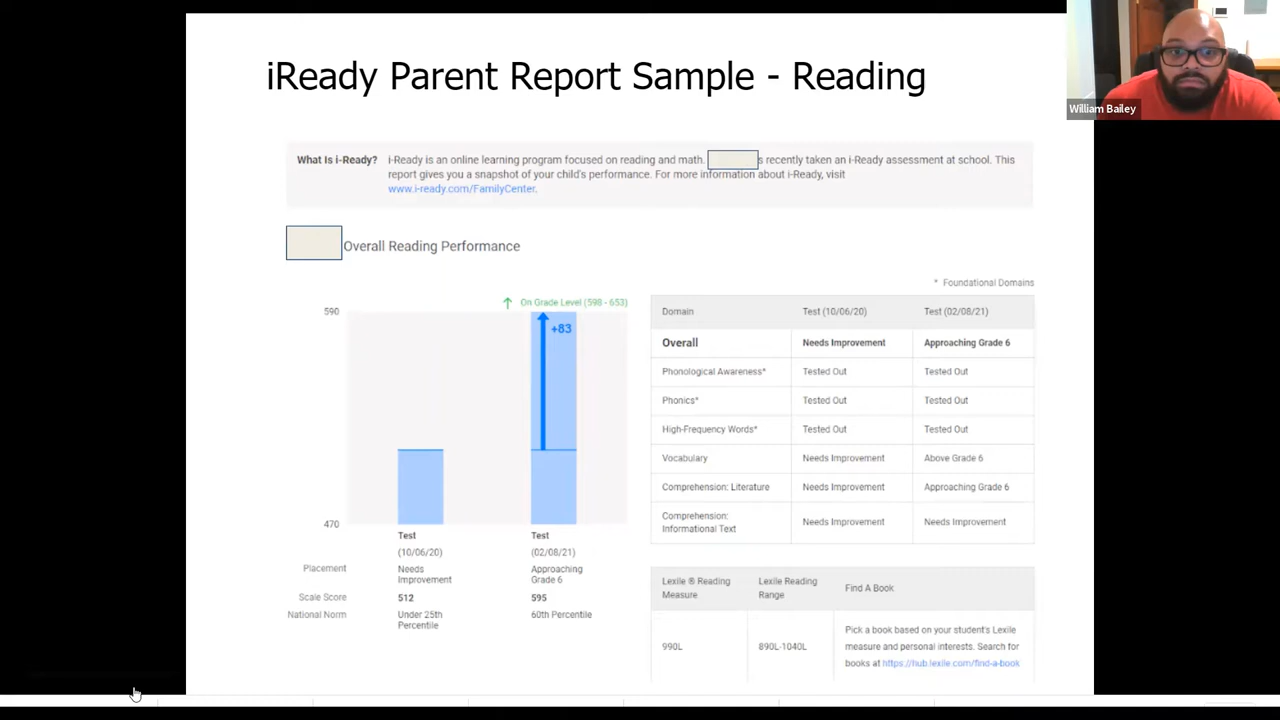 iReady Parent Report Sample - Reading
William Bailey
What Is i-Ready? i-Ready is an online learning program focused on reading and math. s recently taken an i-Ready assessment at school. This
report gives you a snapshot of your child's performance. For more information about i-Ready, visit
www.i-ready.com/FamilyCenter.
Overall Reading Performance
* Foundational Domains
On Grade Level (598 - 653)
590
+83
470
Test Test
(10/06/20) (02/08/21)
Placement Needs Improvement Approaching Grade 6
Scale Score 512 595
National Norm Under 25th Percentile 60th Percentile
Domain Test (10/06/20) Test (02/08/21)
Overall Needs Improvement Approaching Grade 6
Phonological Awareness* Tested Out Tested Out
Phonics* Tested Out Tested Out
High-Frequency Words* Tested Out Tested Out
Vocabulary Needs Improvement Above Grade 6
Comprehension: Literature Needs Improvement Approaching Grade 6
Comprehension: Informational Text Needs Improvement Needs Improvement
Lexile ® Reading Measure Lexile Reading Range Find A Book
990L 890L-1040L Pick a book based on your student's Lexile
measure and personal interests. Search for
books at https://hub.lexile.com/find-a-book